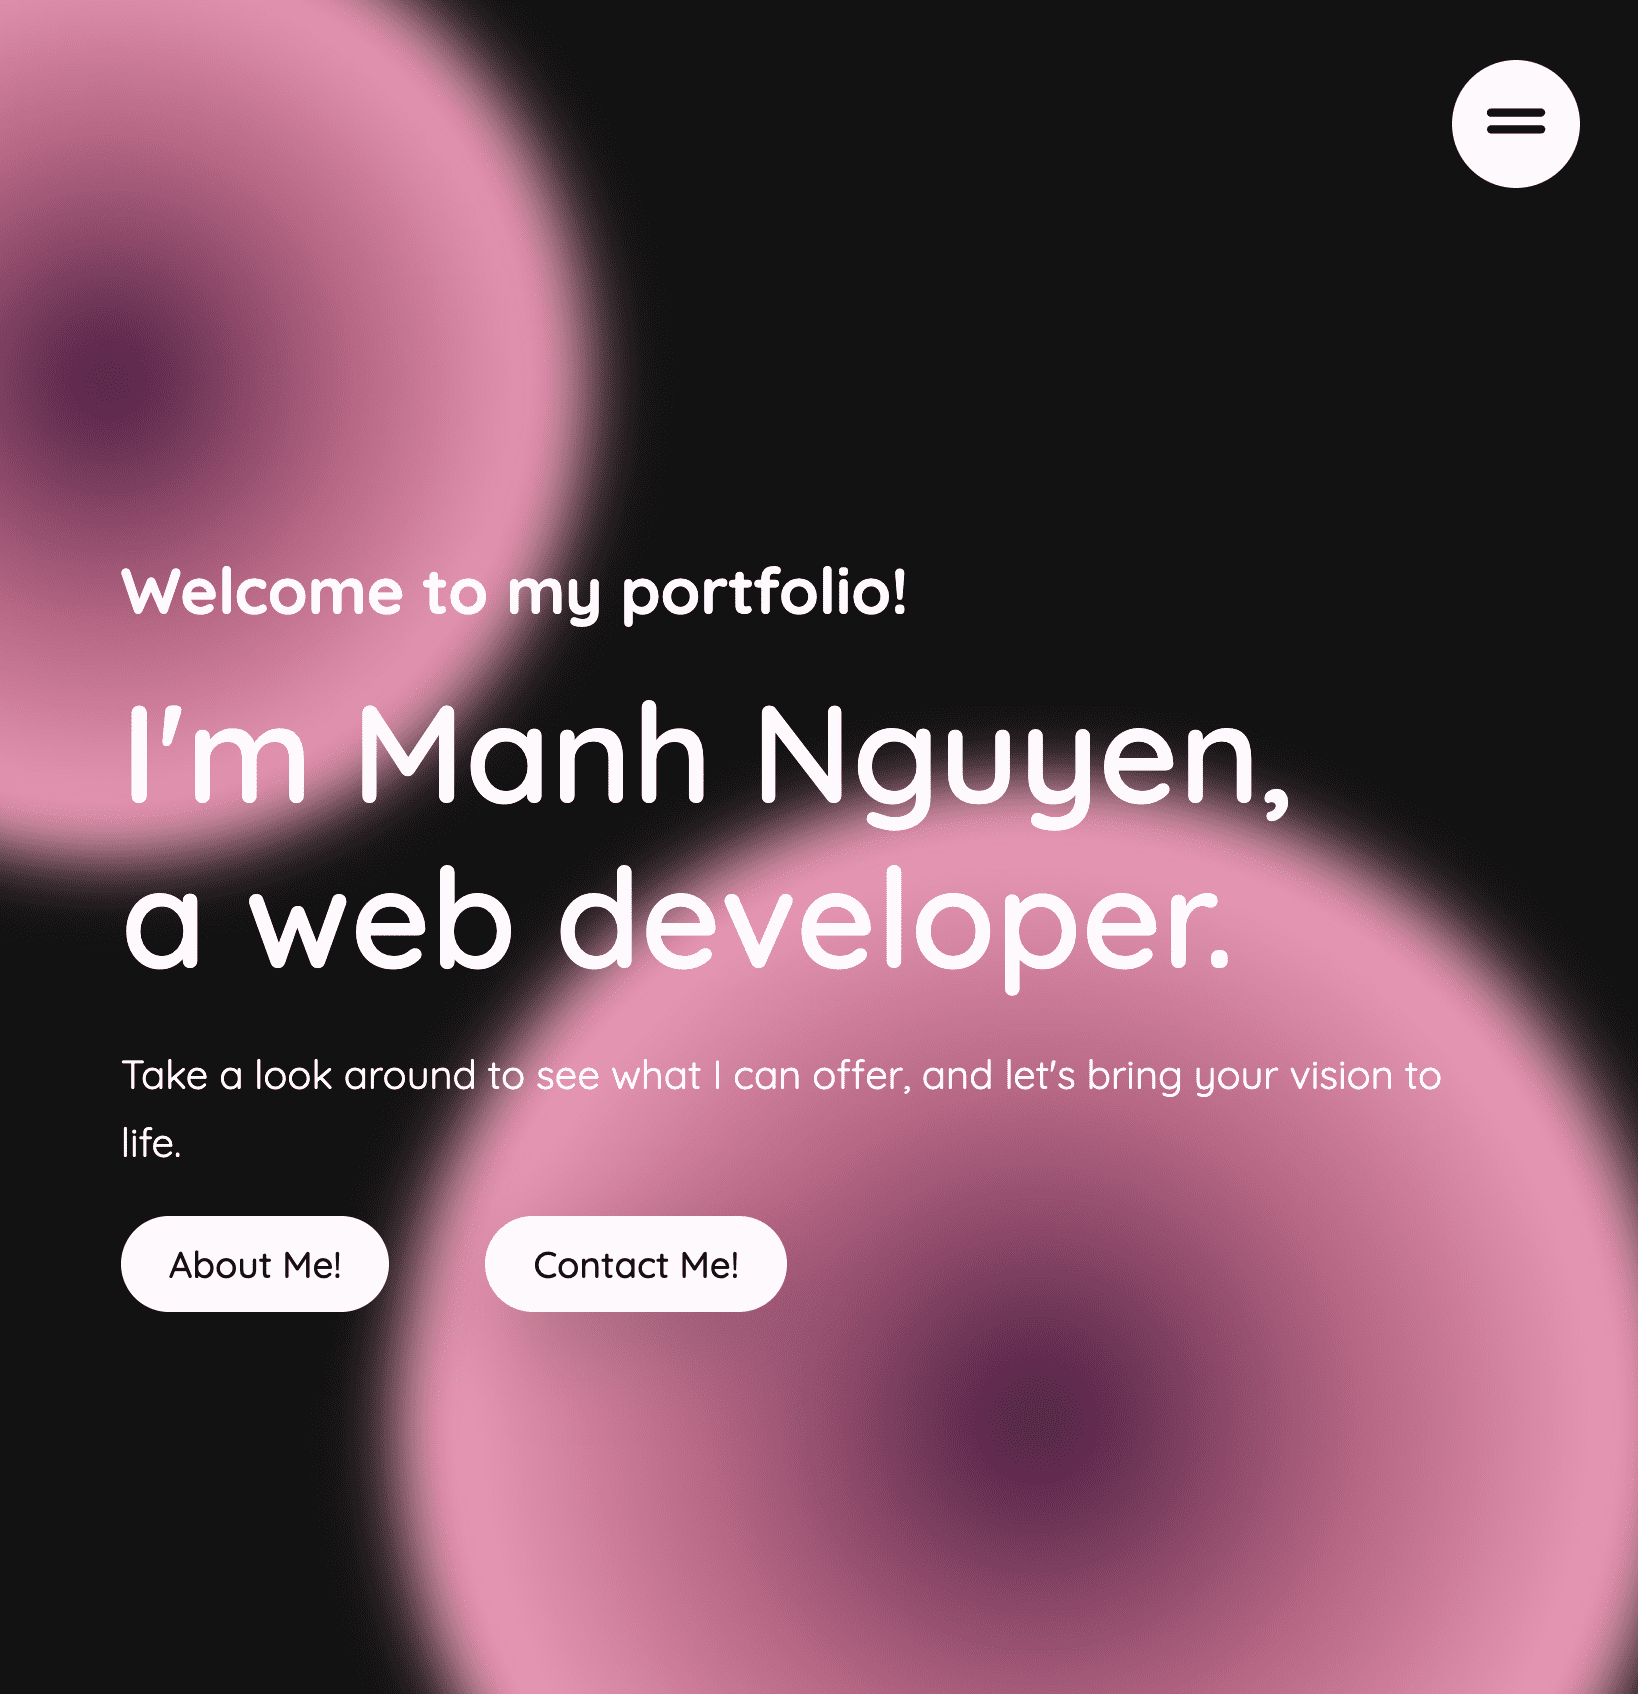 Welcome to my portfolio!
I'm Manh Nguyen,
a web developer.
Take a look around to see what I can offer, and let's bring your vision to
life.
About Me!
Contact Me!